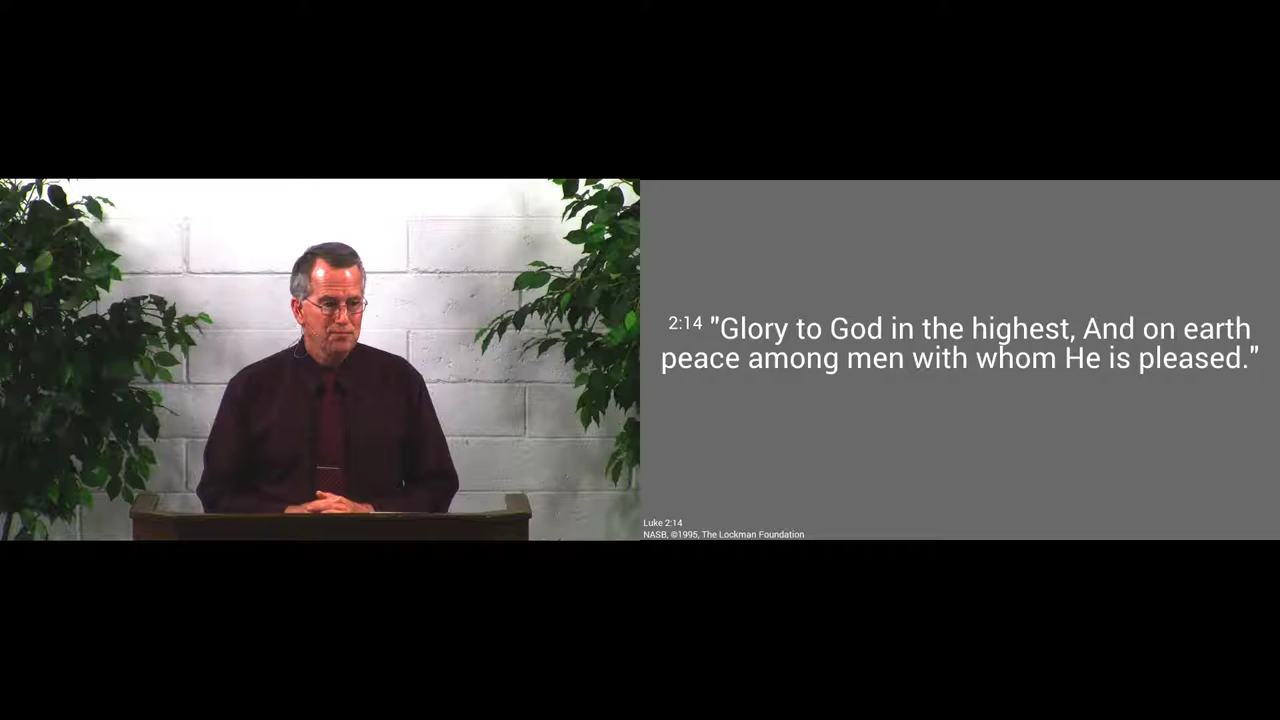 2:14 "Glory to God in the highest, And on earth
peace among men with whom He is pleased."
Luke 2:14
NASB, ©1995, The Lockman Foundation